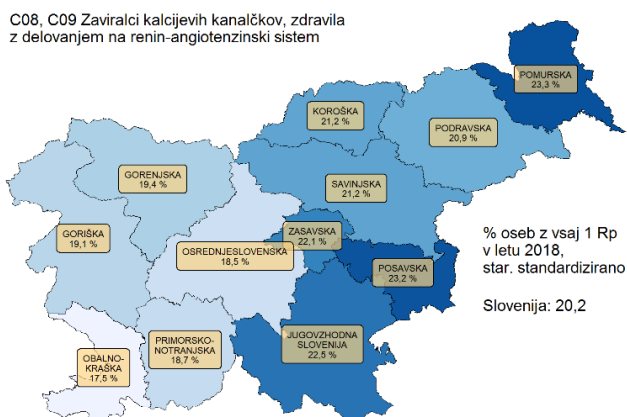 C08, C09 Zaviralci kalcijevih kanalčkov, zdravila
z delovanjem na renin-angiotenzinski sistem
POMURSKA
23,3 %
KOROŠKA
21,2 %
PODRAVSKA
20,9 %
GORENJSKA
19,4 %
SAVINJSKA
21,2 %
GORIŠKA
19,1 %
ZASAVSKA
22,1 %
OSREDNJESLOVENSKA
18,5 %
POSAVSKA
23,2 %
% oseb z vsaj 1 Rp
v letu 2018,
star. standardizirano
Slovenija: 20,2
JUGOVZHODNA
SLOVENIJA
22,5 %
PRIMORSKO-
NOTRANJSKA
18,7 %
OBALNO-
KRAŠKA
17,5 %